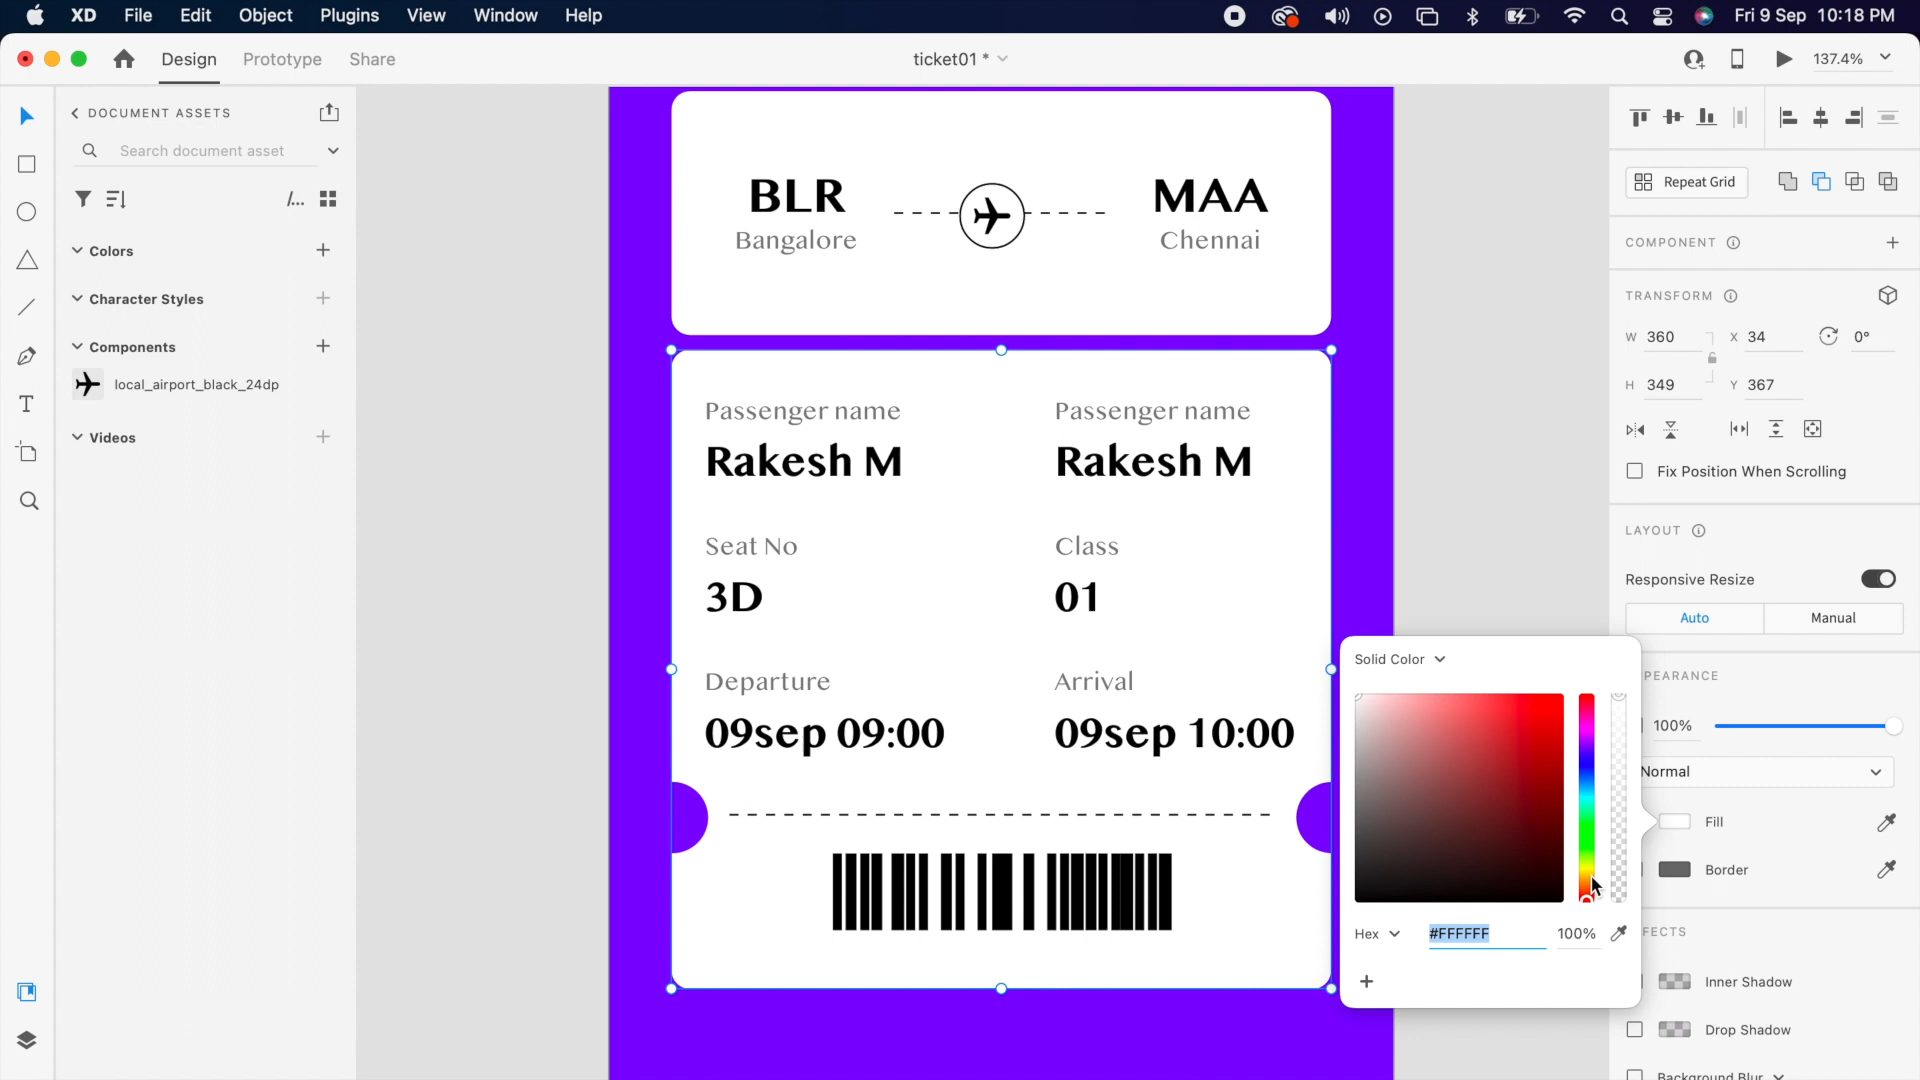 XD File Edit Object Plugins View Window Help Fri 9 Sep 10:18 PM
Design Prototype Share ticket01 * 137.4%
DOCUMENT ASSETS
Search document asset
/...
Colors
Character Styles
Components
local_airport_black_24dp
Videos
BLR MAA
Bangalore Chennai
Passenger name Passenger name
Rakesh M Rakesh M
Seat No Class
3D 01
Departure Arrival
09sep 09:00 09sep 10:00
Repeat Grid
COMPONENT
TRANSFORM
W 360 X 34 0°
H 349 Y 367
Fix Position When Scrolling
LAYOUT
Responsive Resize
Auto Manual
Solid Color
PEARANCE
100%
Normal
Fill
Border
Hex #FFFFFF 100%
FECTS
Inner Shadow
Drop Shadow
Background Blur